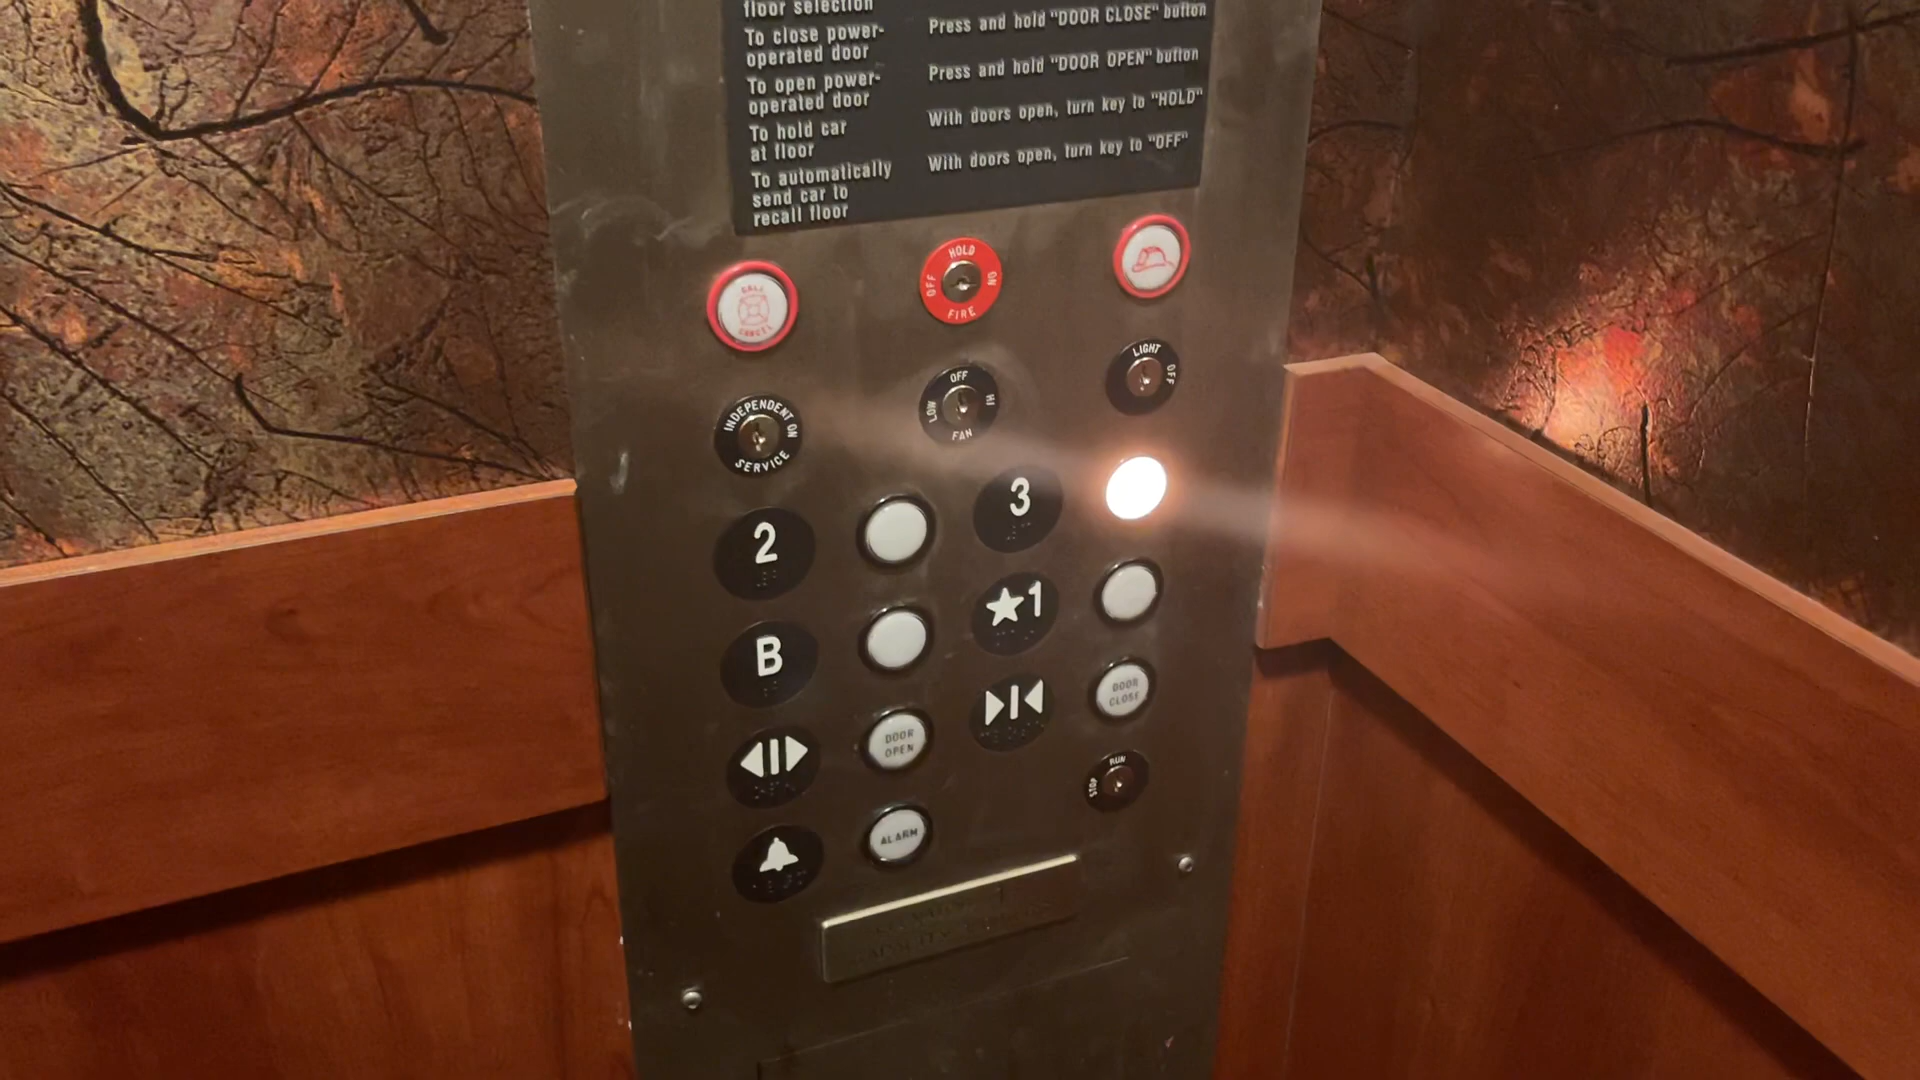 floor selection
To close power-
operated door
Press and hold "DOOR CLOSE" button
To open power-
operated door
Press and hold "DOOR OPEN" button
To hold car
at floor
With doors open, turn key to "HOLD"
To automatically
send car to
recall floor
With doors open, turn key to "OFF"
CALL
CANCEL
HOLD
OFF
ON
FIRE
INDEPENDENT ON
SERVICE
OFF
LOW
HI
FAN
LIGHT
OFF
2
3
B
★1
DOOR
OPEN
DOOR
CLOSE
RUN
STOP
ALARM